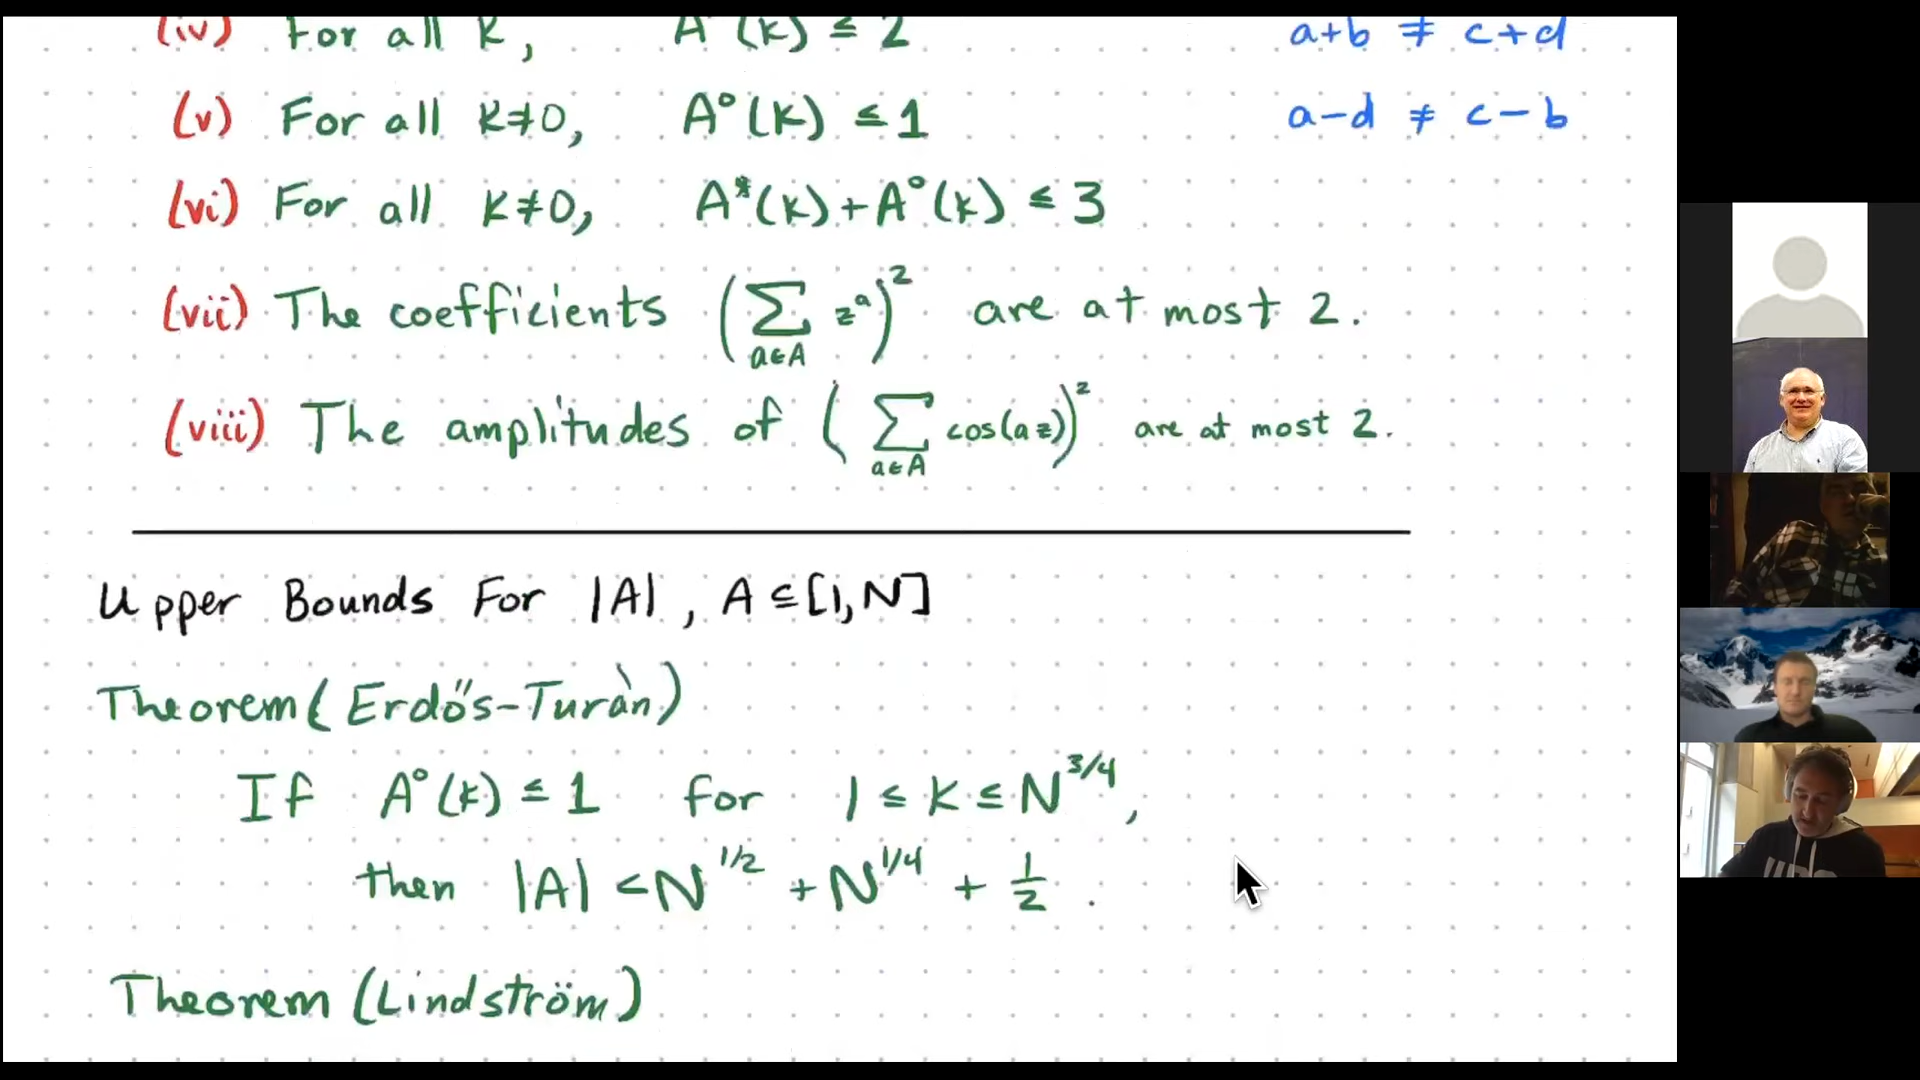 (iv) For all K, A*(K) ≤ 2 a+b ≠ c+d
(v) For all K≠0, A°(K) ≤ 1 a-d ≠ c-b
(vi) For all K≠0, A*(K)+A°(K) ≤ 3
(vii) The coefficients (∑_{a∈A} z^a)^2 are at most 2.
(viii) The amplitudes of (∑_{a∈A} cos(az))^2 are at most 2.
Upper Bounds For |A|, A⊆[1,N]
Theorem (Erdős-Turàn)
If A°(K) ≤ 1 for 1 ≤ K ≤ N^{3/4},
then |A| < N^{1/2} + N^{1/4} + 1/2.
Theorem (Lindström)